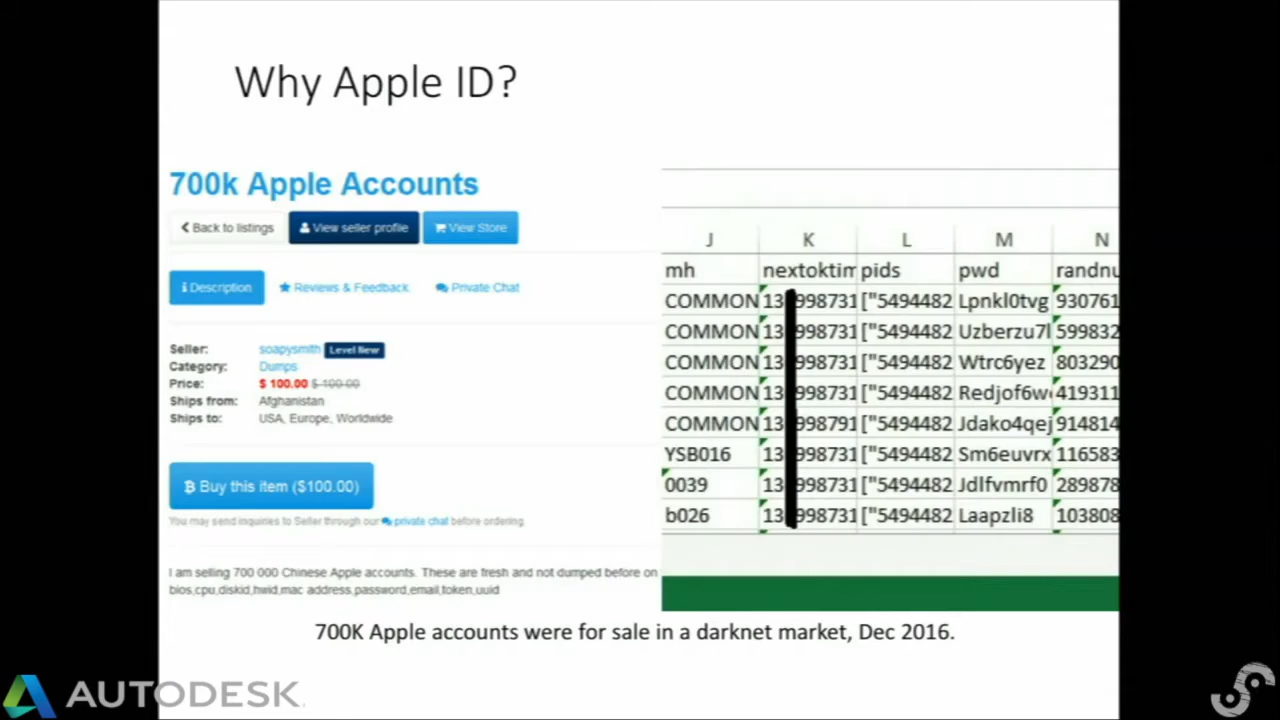 Why Apple ID?
700k Apple Accounts
Back to listings View seller profile View Store
Description Reviews & Feedback Private Chat
Seller: soapysmith Level New
Category: Dumps
Price: $ 100.00 $ 100.00
Ships from: Afghanistan
Ships to: USA, Europe, Worldwide
Buy this item ($100.00)
You may send inquiries to Seller through our private chat before ordering.
I am selling 700 000 Chinese Apple accounts. These are fresh and not dumped before on
bios,cpu,diskid,hwid,mac address,password,email,token,uuid
J K L M N
mh nextoktim pids pwd randnu
COMMON 13 998731 ["5494482 Lpnkl0tvg 930761
COMMON 13 998731 ["5494482 Uzberzu7l 599832
COMMON 13 998731 ["5494482 Wtrc6yez 803290
COMMON 13 998731 ["5494482 Redjof6w 419311
COMMON 13 998791 ["5494482 Jdako4qej 914814
YSB016 13 998731 ["5494482 Sm6euvrx 116583
0039 13 998731 ["5494482 Jdlfvmrf0 289878
b026 13 998731 ["5494482 Laapzli8 103808
700K Apple accounts were for sale in a darknet market, Dec 2016.
AUTODESK